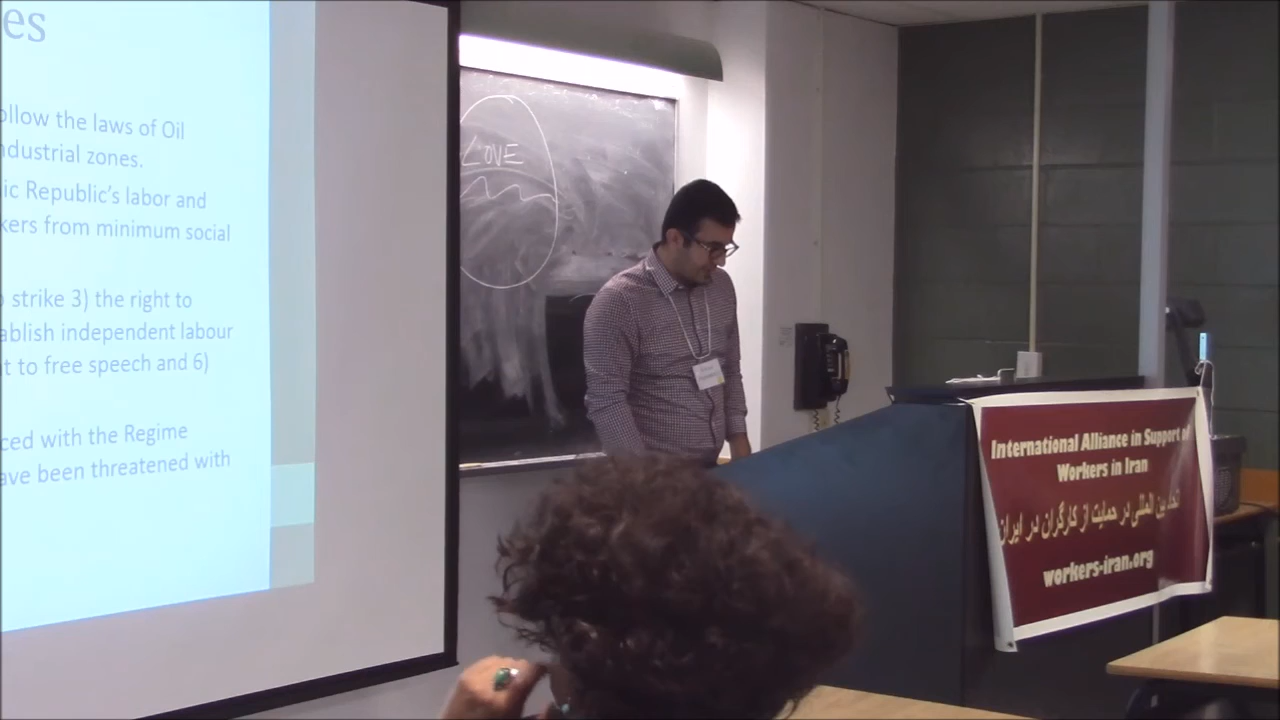 es
ollow the laws of Oil
ndustrial zones.
ic Republic's labor and
kers from minimum social
strike 3) the right to
ablish independent labour
t to free speech and 6)
ced with the Regime
ave been threatened with
LOVE
International Alliance in Support of
Workers in Iran
اتحاد بین المللی در حمایت از کارگران در ایران
workers-iran.org